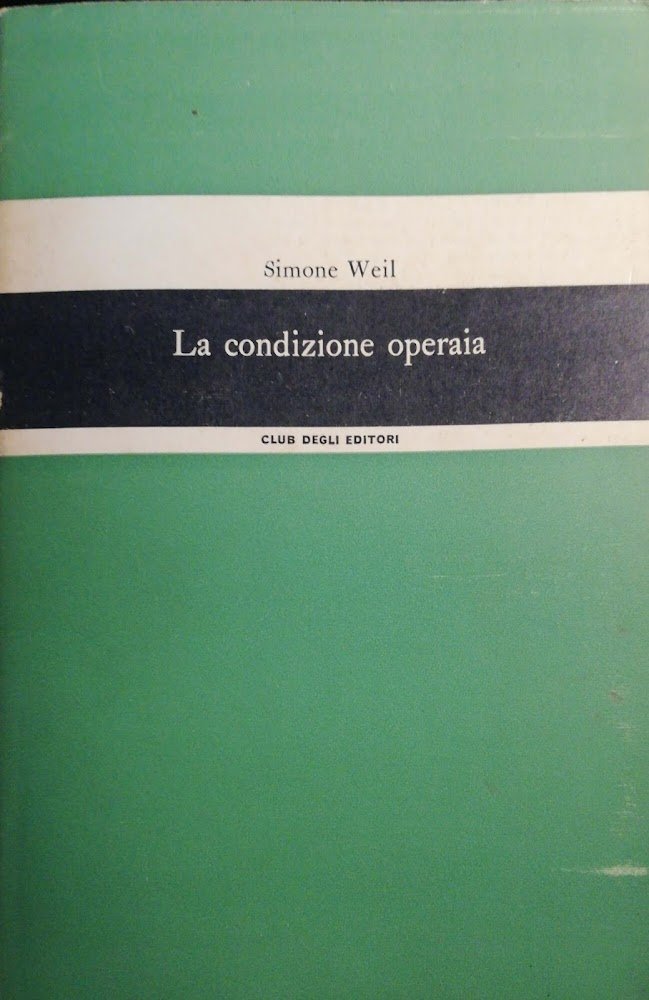 Simone Weil
La condizione operaia
CLUB DEGLI EDITORI